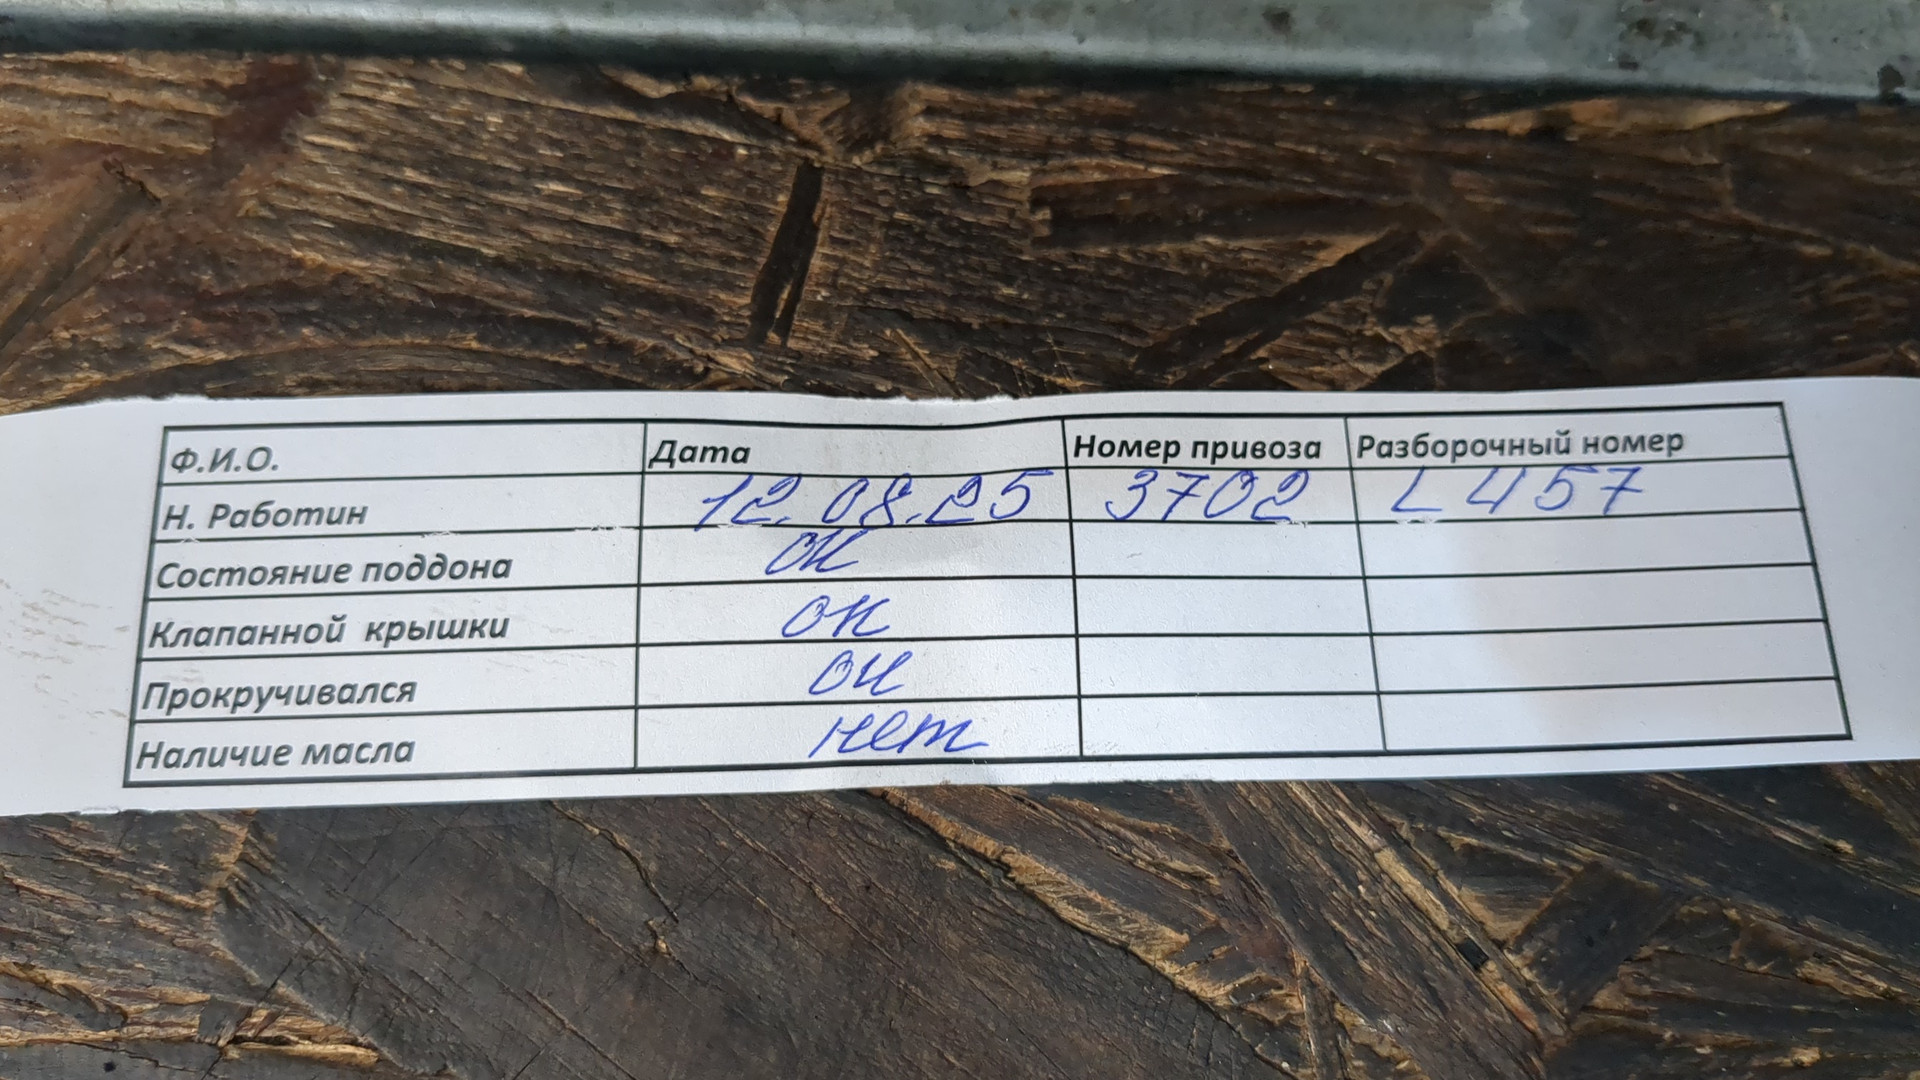 Ф.И.О. Дата Номер привоза Разборочный номер
Н. Работин 12.08.25 3702 L457
Состояние поддона ок
Клапанной крышки ок
Прокручивался ок
Наличие масла нет